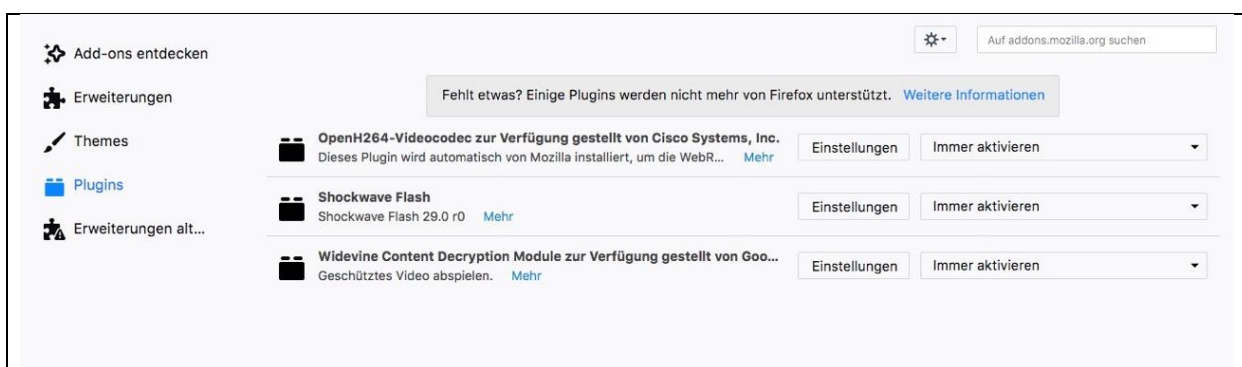 Add-ons entdecken
Erweiterungen
Themes
Plugins
Erweiterungen alt...
Auf addons.mozilla.org suchen
Fehlt etwas? Einige Plugins werden nicht mehr von Firefox unterstützt. Weitere Informationen
OpenH264-Videocodec zur Verfügung gestellt von Cisco Systems, Inc.
Dieses Plugin wird automatisch von Mozilla installiert, um die WebR... Mehr
Einstellungen
Immer aktivieren
Shockwave Flash
Shockwave Flash 29.0 r0 Mehr
Einstellungen
Immer aktivieren
Widevine Content Decryption Module zur Verfügung gestellt von Goo...
Geschütztes Video abspielen. Mehr
Einstellungen
Immer aktivieren